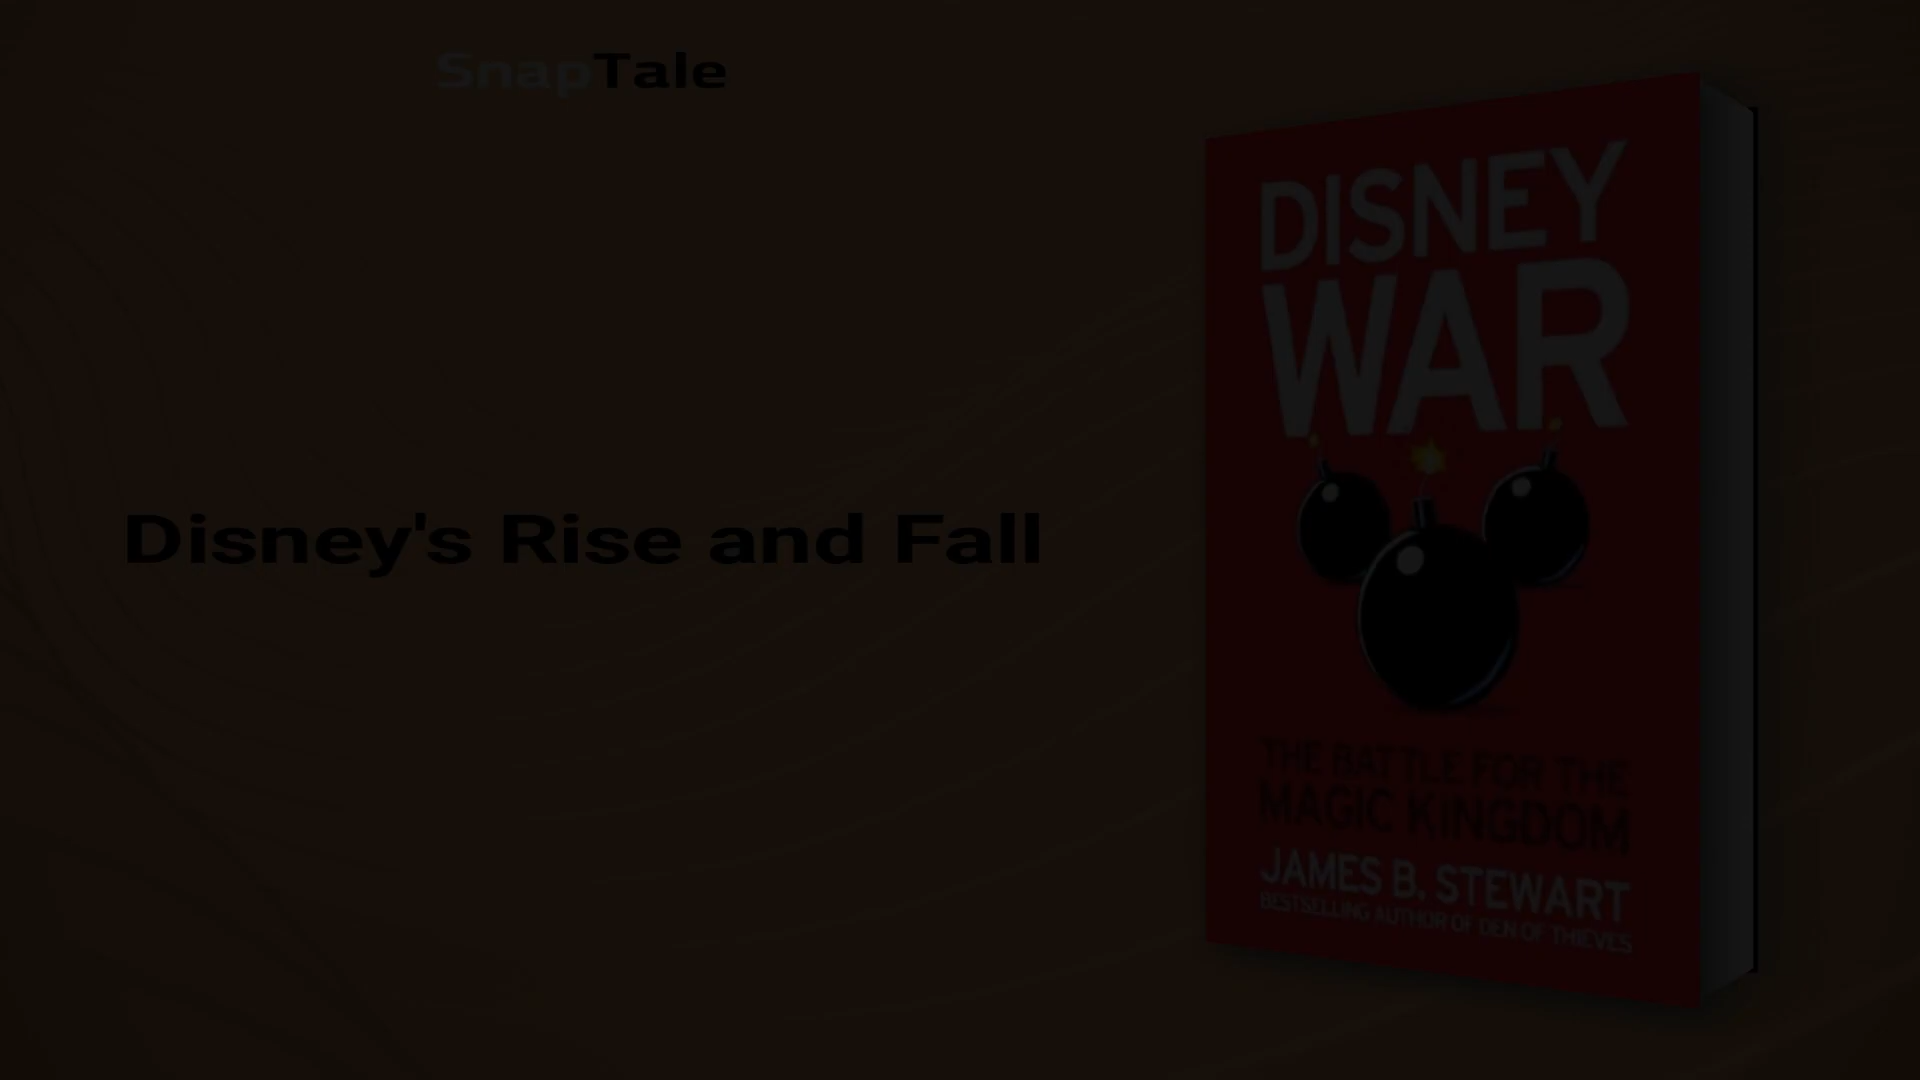 SnapTale
Disney's Rise and Fall
DISNEY
WAR
THE BATTLE FOR THE
MAGIC KINGDOM
JAMES B. STEWART
BESTSELLING AUTHOR OF DEN OF THIEVES